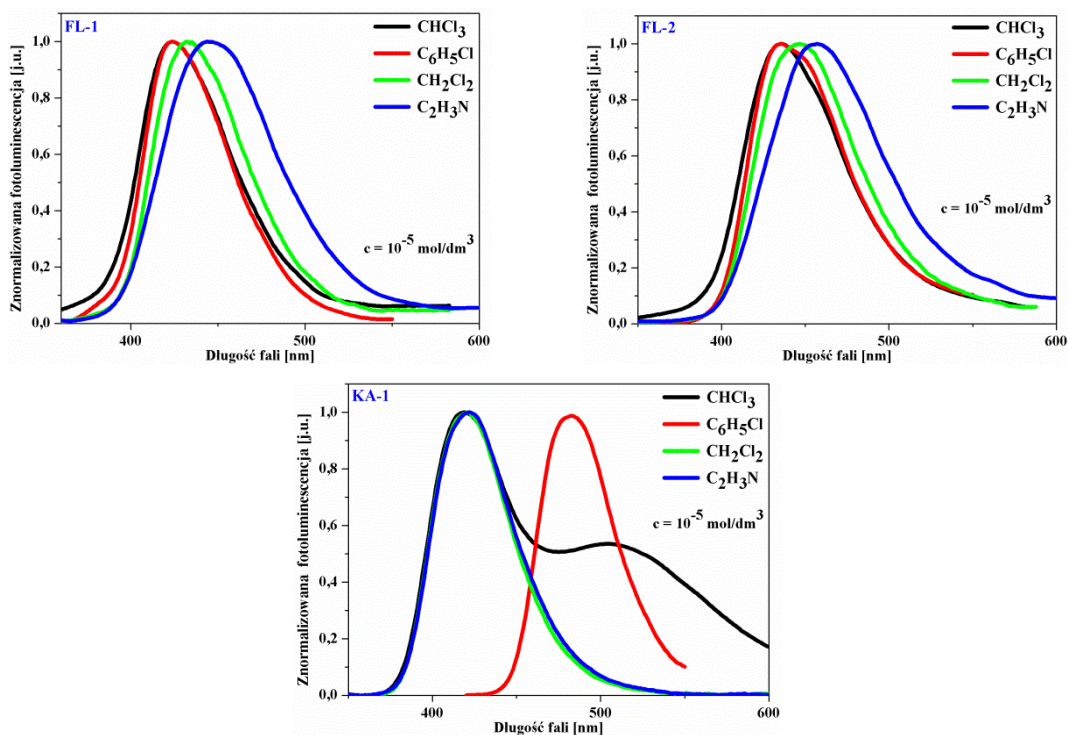 FL-1
CHCl3
C6H5Cl
CH2Cl2
C2H3N
c = 10-5 mol/dm3
Znormalizowana fotoluminescencja [j.u.]
1,0
0,8
0,6
0,4
0,2
0,0
400
500
600
Długość fali [nm]
FL-2
CHCl3
C6H5Cl
CH2Cl2
C2H3N
c = 10-5 mol/dm3
Znormalizowana fotoluminescencja [j.u.]
1,0
0,8
0,6
0,4
0,2
0,0
400
500
600
Długość fali [nm]
KA-1
CHCl3
C6H5Cl
CH2Cl2
C2H3N
c = 10-5 mol/dm3
Znormalizowana fotoluminescencja [j.u.]
1,0
0,8
0,6
0,4
0,2
0,0
400
500
600
Długość fali [nm]